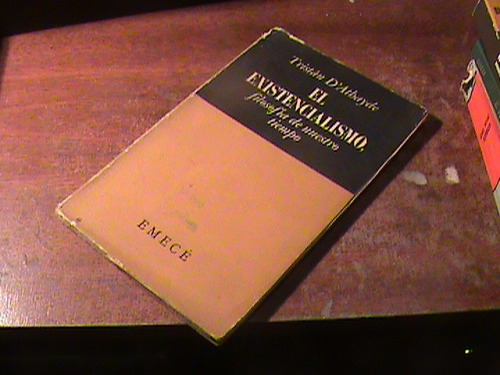 Tristán D'Athayde
EL
EXISTENCIALISMO,
filosofía de nuestro
tiempo
EMECÉ